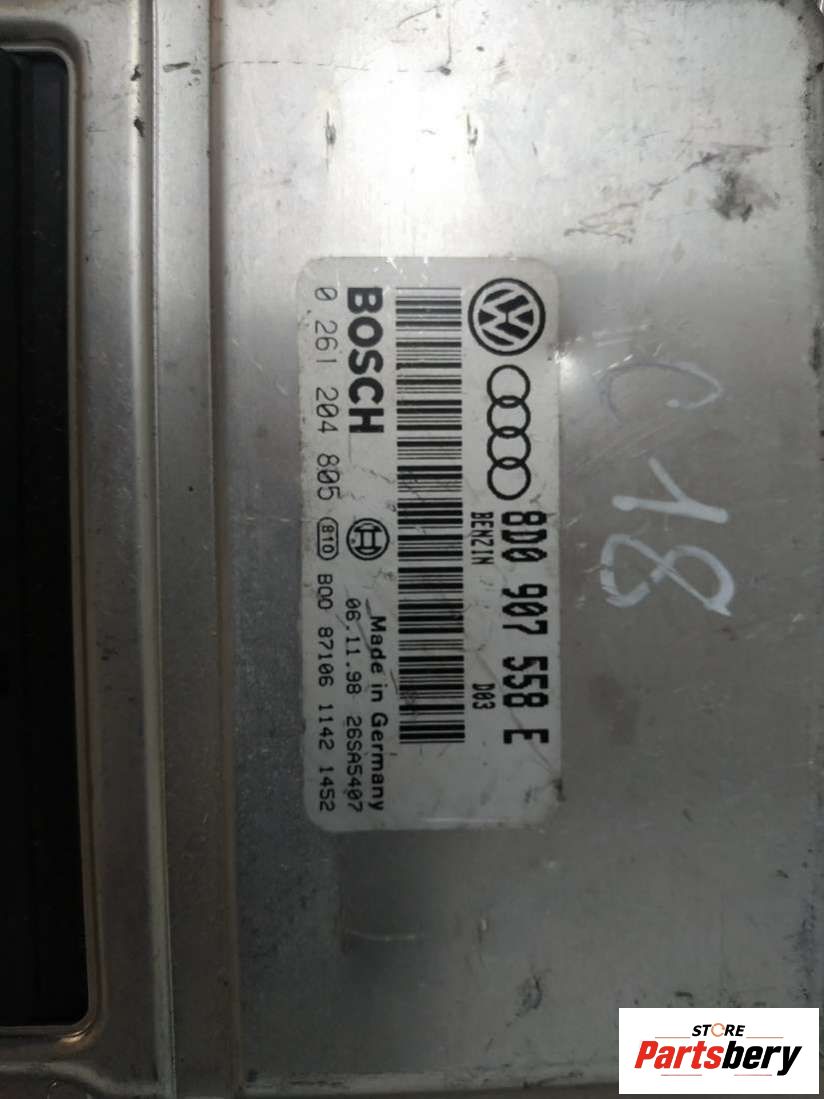 8D0 907 558 E
BENZIN D03
BOSCH
Made in Germany
0 261 204 805
06.11.98 26SA5407
810 BOO 87106 1142 1452
C 18
STORE
Partsbery